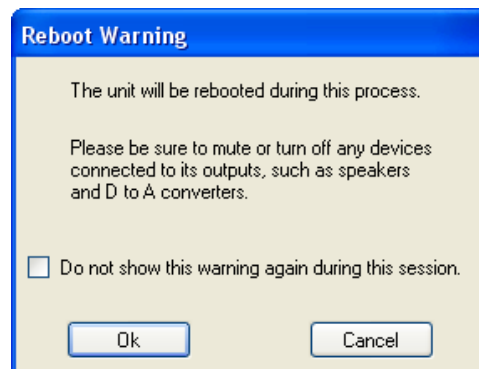 Reboot Warning
The unit will be rebooted during this process.
Please be sure to mute or turn off any devices
connected to its outputs, such as speakers
and D to A converters.
Do not show this warning again during this session.
Ok
Cancel